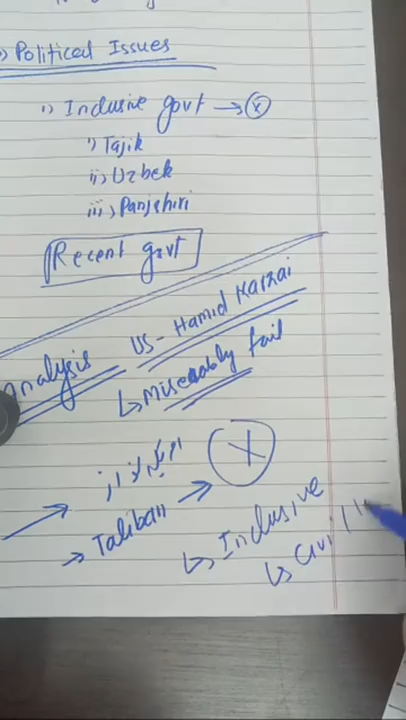 Political Issues
i) Inclusive govt → ⓧ
i) Tajik
ii) Uzbek
iii) Panjshiri
Recent govt
Analysis US - Hamid Karzai
↳ Miserably fail
→
→ Taliban → ⓧ
↳ Inclusive
↳ Civil